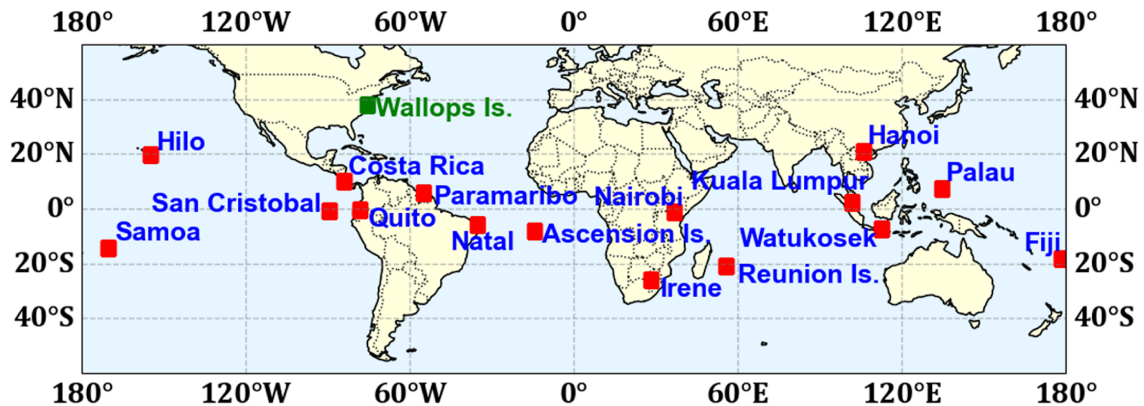 180° 120°W 60°W 0° 60°E 120°E 180°
40°N 40°N
Wallops Is.
Hilo Hanoi
20°N 20°N
Costa Rica Kuala Lumpur Palau
San Cristobal Paramaribo Nairobi
0° 0°
Quito
Samoa Natal Ascension Is. Watukosek Fiji
20°S 20°S
Irene Reunion Is.
40°S 40°S
180° 120°W 60°W 0° 60°E 120°E 180°